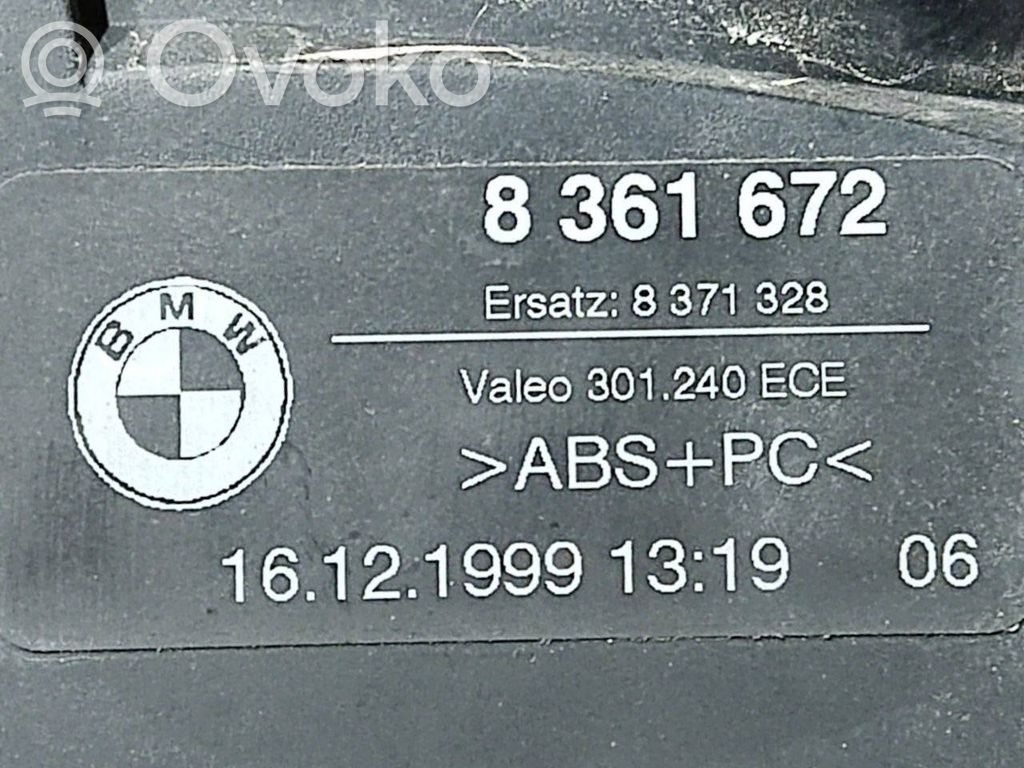 Ovoko
8 361 672
Ersatz: 8 371 328
BMW
Valeo 301.240 ECE
>ABS+PC<
16.12.1999 13:19 06